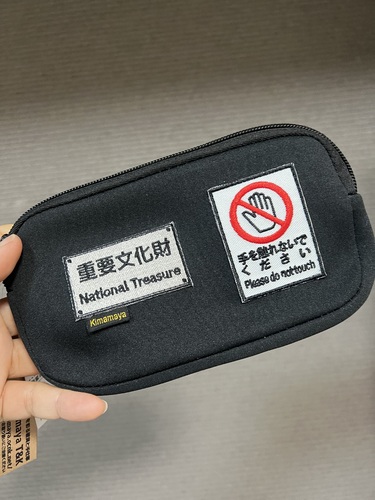 重要文化財
National Treasure
Kimamaya
手を触れないで
ください
Please do not touch